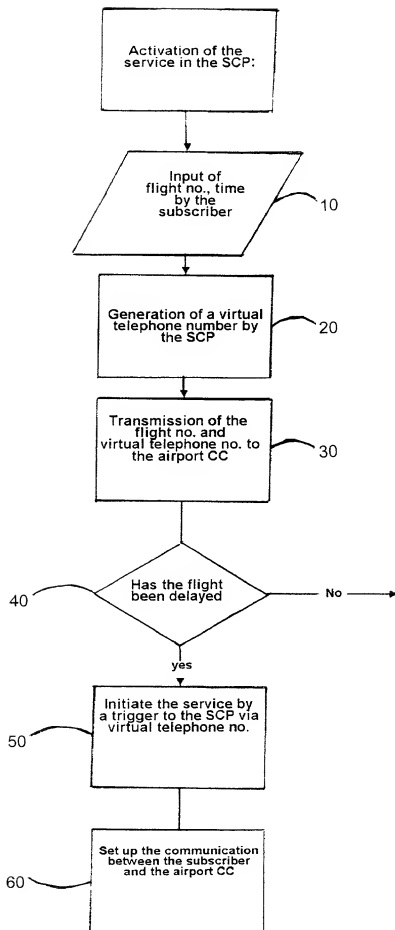 Activation of the
service in the SCP:
Input of
flight no., time
by the
subscriber
10
Generation of a virtual
telephone number by
the SCP
20
Transmission of the
flight no. and
virtual telephone no. to
the airport CC
30
Has the flight
been delayed
40
No
yes
Initiate the service by
a trigger to the SCP via
virtual telephone no.
50
Set up the communication
between the subscriber
and the airport CC
60